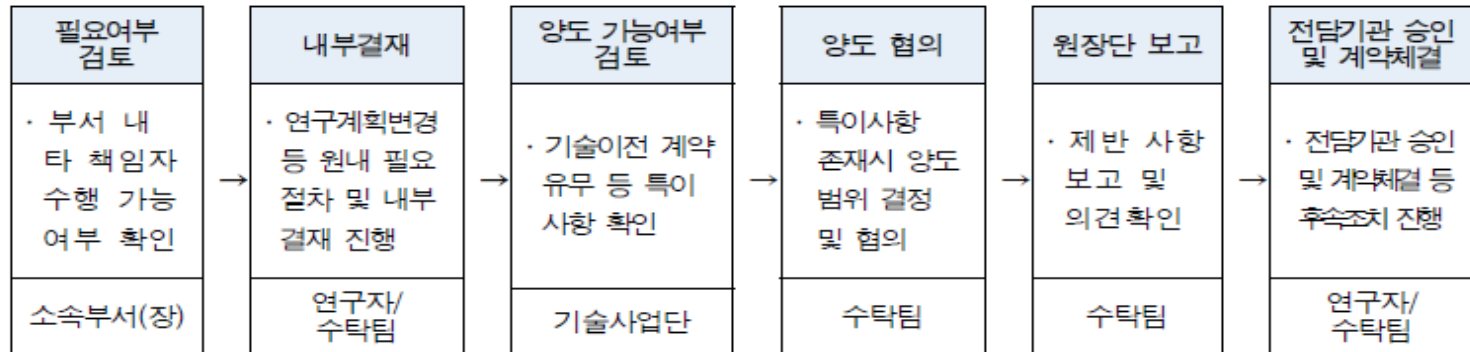 필요여부
검토
· 부서 내
타 책임자
수행 가능
여부 확인
소속부서(장)
→
내부결재
· 연구계획변경
등 원내 필요
절차 및 내부
결재 진행
연구자/
수탁팀
→
양도 가능여부
검토
· 기술이전 계약
유무 등 특이
사항 확인
기술사업단
→
양도 협의
· 특이사항
존재시 양도
범위 결정
및 협의
수탁팀
→
원장단 보고
· 제반 사항
보고 및
의견확인
수탁팀
→
전담기관 승인
및 계약체결
· 전담기관 승인
및 계약체결 등
후속조치 진행
연구자/
수탁팀